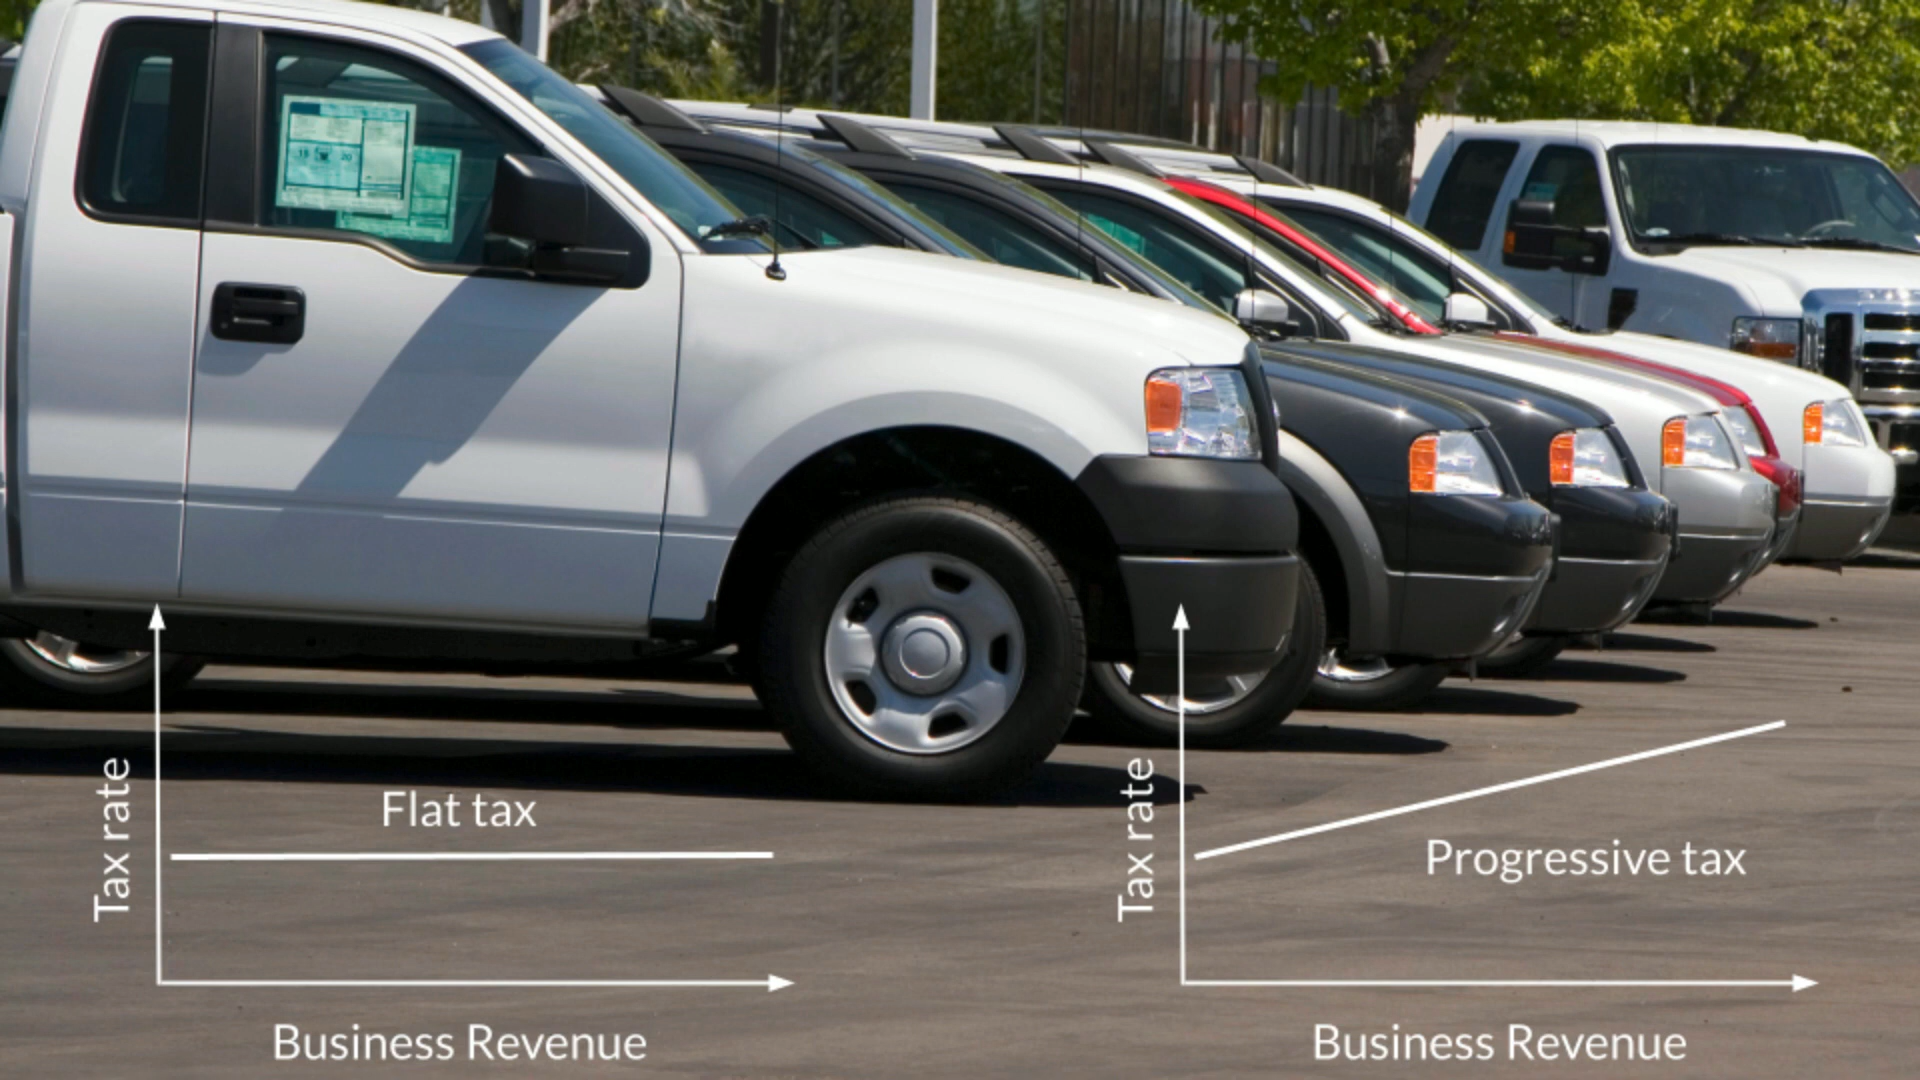 Flat tax
Tax rate
Business Revenue
Progressive tax
Tax rate
Business Revenue